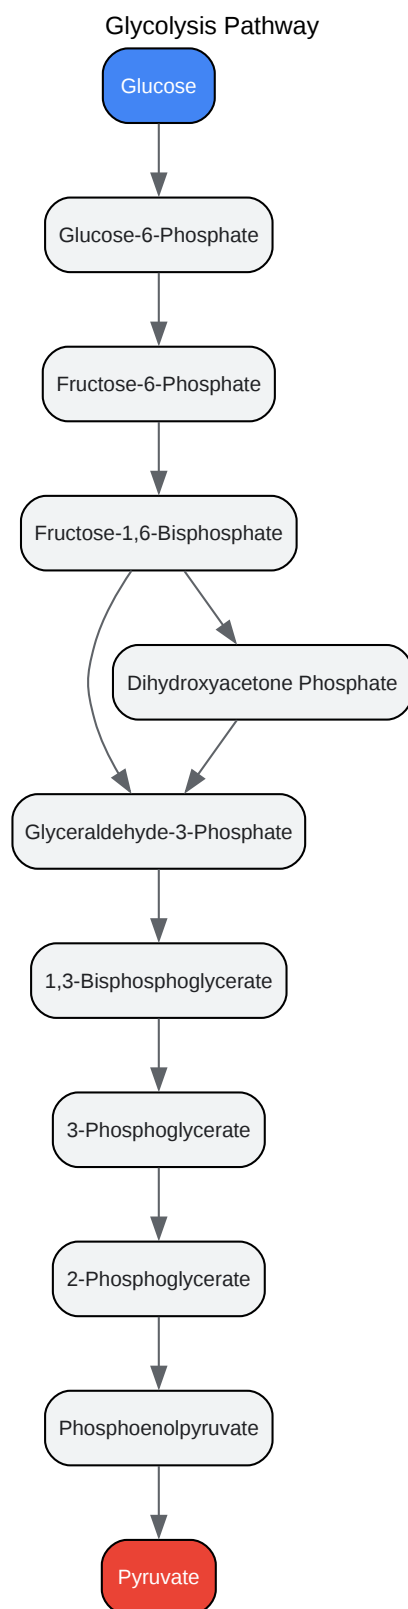 Glycolysis Pathway
Glucose
Glucose-6-Phosphate
Fructose-6-Phosphate
Fructose-1,6-Bisphosphate
Dihydroxyacetone Phosphate
Glyceraldehyde-3-Phosphate
1,3-Bisphosphoglycerate
3-Phosphoglycerate
2-Phosphoglycerate
Phosphoenolpyruvate
Pyruvate